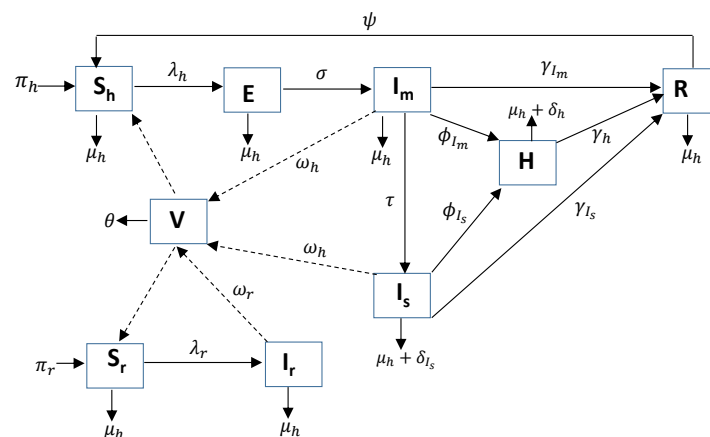 ψ
π_h
S_h
λ_h
E
σ
I_m
γ_{I_m}
R
μ_h
μ_h
μ_h
ϕ_{I_m}
μ_h + δ_h
H
γ_h
μ_h
ω_h
τ
ϕ_{I_s}
γ_{I_s}
θ
V
ω_h
I_s
ω_r
μ_h + δ_{I_s}
π_r
S_r
λ_r
I_r
μ_h
μ_h